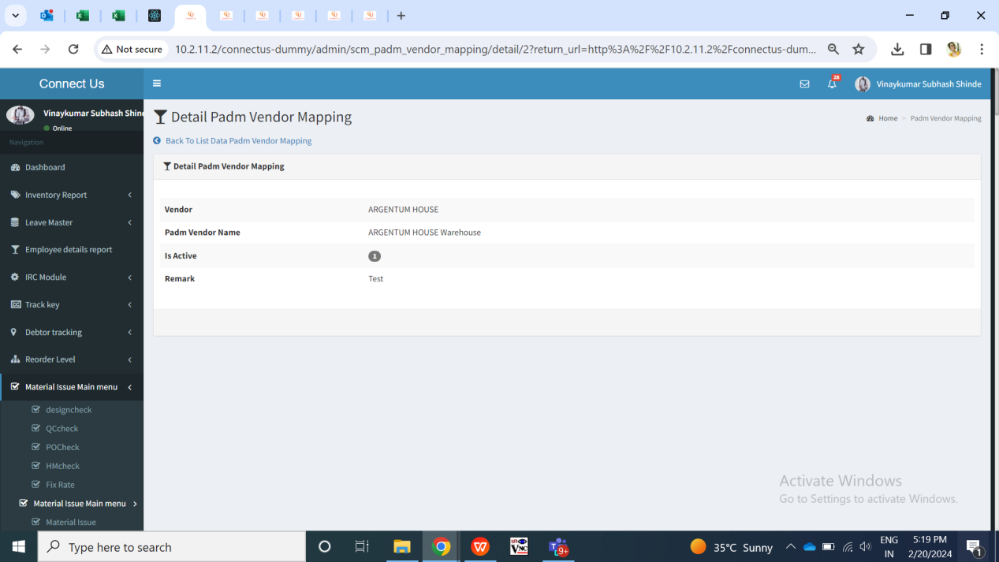 Not secure
10.2.11.2/connectus-dummy/admin/scm_padm_vendor_mapping/detail/2?return_url=http%3A%2F%2F10.2.11.2%2Fconnectus-dum...
Connect Us
28
Vinaykumar Subhash Shinde
Vinaykumar Subhash Shind
Online
Navigation
Dashboard
Inventory Report
Leave Master
Employee details report
IRC Module
Track key
Debtor tracking
Reorder Level
Material Issue Main menu
designcheck
QCcheck
POCheck
HMcheck
Fix Rate
Material Issue Main menu
Material Issue
Detail Padm Vendor Mapping
Home > Padm Vendor Mapping
Back To List Data Padm Vendor Mapping
Detail Padm Vendor Mapping
Vendor ARGENTUM HOUSE
Padm Vendor Name ARGENTUM HOUSE Warehouse
Is Active 1
Remark Test
Activate Windows
Go to Settings to activate Windows.
Type here to search
9+
35°C Sunny
ENG
IN
5:19 PM
2/20/2024
1